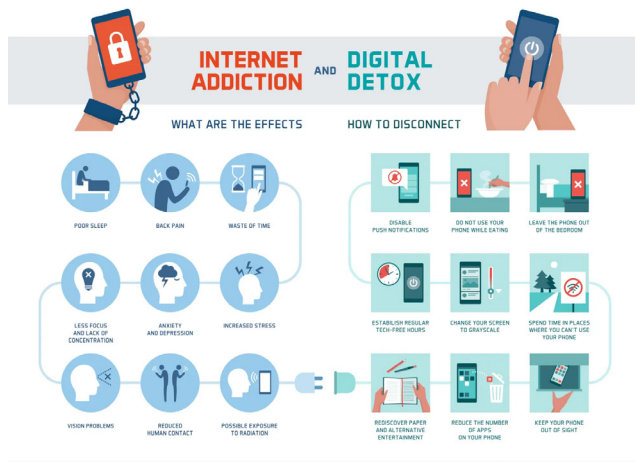 INTERNET
ADDICTION
AND
DIGITAL
DETOX
WHAT ARE THE EFFECTS
HOW TO DISCONNECT
POOR SLEEP
BACK PAIN
WASTE OF TIME
DISABLE
PUSH NOTIFICATIONS
DO NOT USE YOUR
PHONE WHILE EATING
LEAVE THE PHONE OUT
OF THE BEDROOM
LESS FOCUS
AND LACK OF
CONCENTRATION
ANXIETY
AND DEPRESSION
INCREASED STRESS
ESTABILISH REGULAR
TECH-FREE HOURS
CHANGE YOUR SCREEN
TO GRAYSCALE
SPEND TIME IN PLACES
WHERE YOU CAN'T USE
YOUR PHONE
VISION PROBLEMS
REDUCED
HUMAN CONTACT
POSSIBLE EXPOSURE
TO RADIATION
REDISCOVER PAPER
AND ALTERNATIVE
ENTERTAINMENT
REDUCE THE NUMBER
OF APPS
ON YOUR PHONE
KEEP YOUR PHONE
OUT OF SIGHT